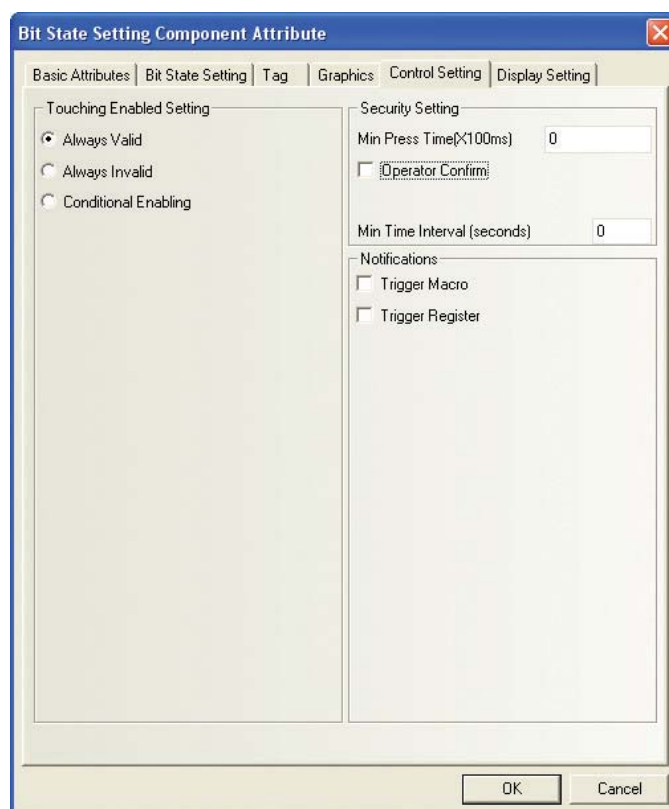 Bit State Setting Component Attribute
Basic Attributes
Bit State Setting
Tag
Graphics
Control Setting
Display Setting
Touching Enabled Setting
Always Valid
Always Invalid
Conditional Enabling
Security Setting
Min Press Time(X100ms) 0
Operator Confirm
Min Time Interval (seconds) 0
Notifications
Trigger Macro
Trigger Register
OK
Cancel